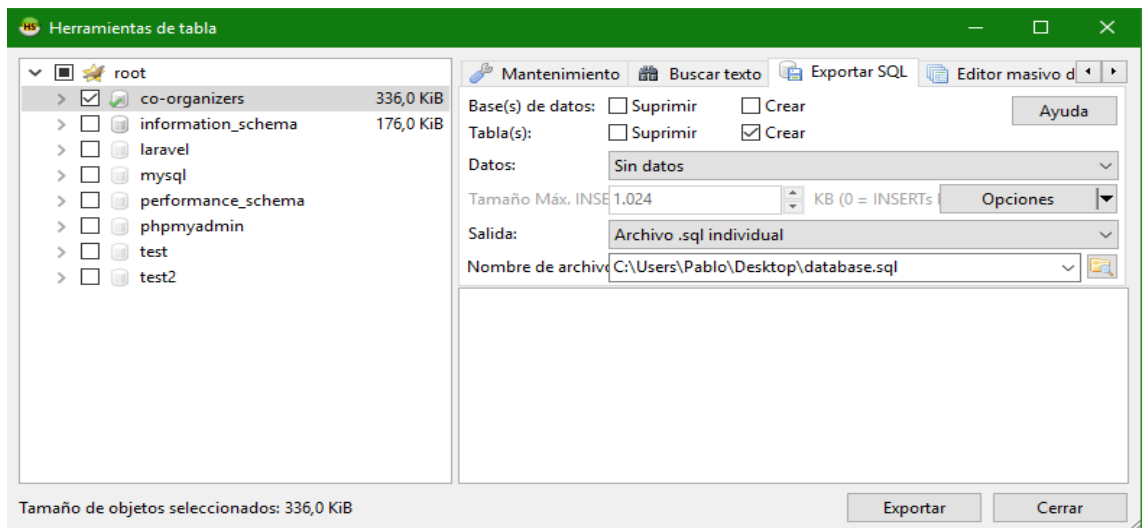 HS Herramientas de tabla
root
co-organizers 336,0 KiB
information_schema 176,0 KiB
laravel
mysql
performance_schema
phpmyadmin
test
test2
Mantenimiento Buscar texto Exportar SQL Editor masivo d
Base(s) de datos: Suprimir Crear Ayuda
Tabla(s): Suprimir Crear
Datos: Sin datos
Tamaño Máx. INSE 1.024 KB (0 = INSERTs Opciones
Salida: Archivo .sql individual
Nombre de archivo C:\Users\Pablo\Desktop\database.sql
Tamaño de objetos seleccionados: 336,0 KiB Exportar Cerrar